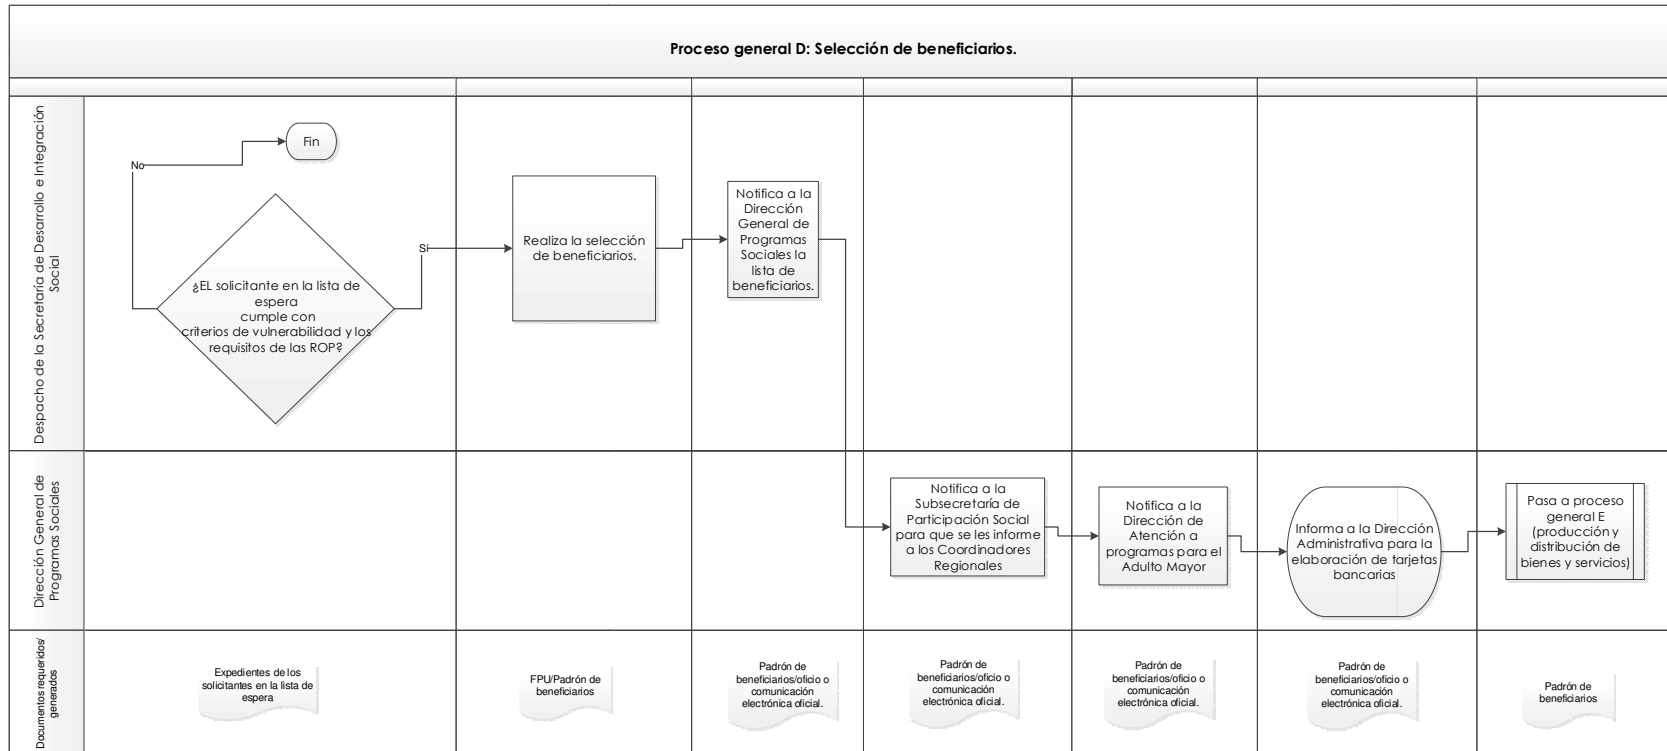 Proceso general D: Selección de beneficiarios.
Despacho de la Secretaría de Desarrollo e Integración
Social
Fin
No
¿EL solicitante en la lista de
espera
cumple con
criterios de vulnerabilidad y los
requisitos de las ROP?
Sí
Realiza la selección
de beneficiarios.
Notifica a la
Dirección
General de
Programas
Sociales la
lista de
beneficiarios.
Dirección General de
Programas Sociales
Notifica a la
Subsecretaría de
Participación Social
para que se les informe
a los Coordinadores
Regionales
Notifica a la
Dirección de
Atención a
programas para el
Adulto Mayor
Informa a la Dirección
Administrativa para la
elaboración de tarjetas
bancarias
Pasa a proceso
general E
(producción y
distribución de
bienes y servicios)
Documentos requeridos/
generados
Expedientes de los
solicitantes en la lista de
espera
FPU/Padrón de
beneficiarios
Padrón de
beneficiarios/oficio o
comunicación
electrónica oficial.
Padrón de
beneficiarios/oficio o
comunicación
electrónica oficial.
Padrón de
beneficiarios/oficio o
comunicación
electrónica oficial.
Padrón de
beneficiarios/oficio o
comunicación
electrónica oficial.
Padrón de
beneficiarios